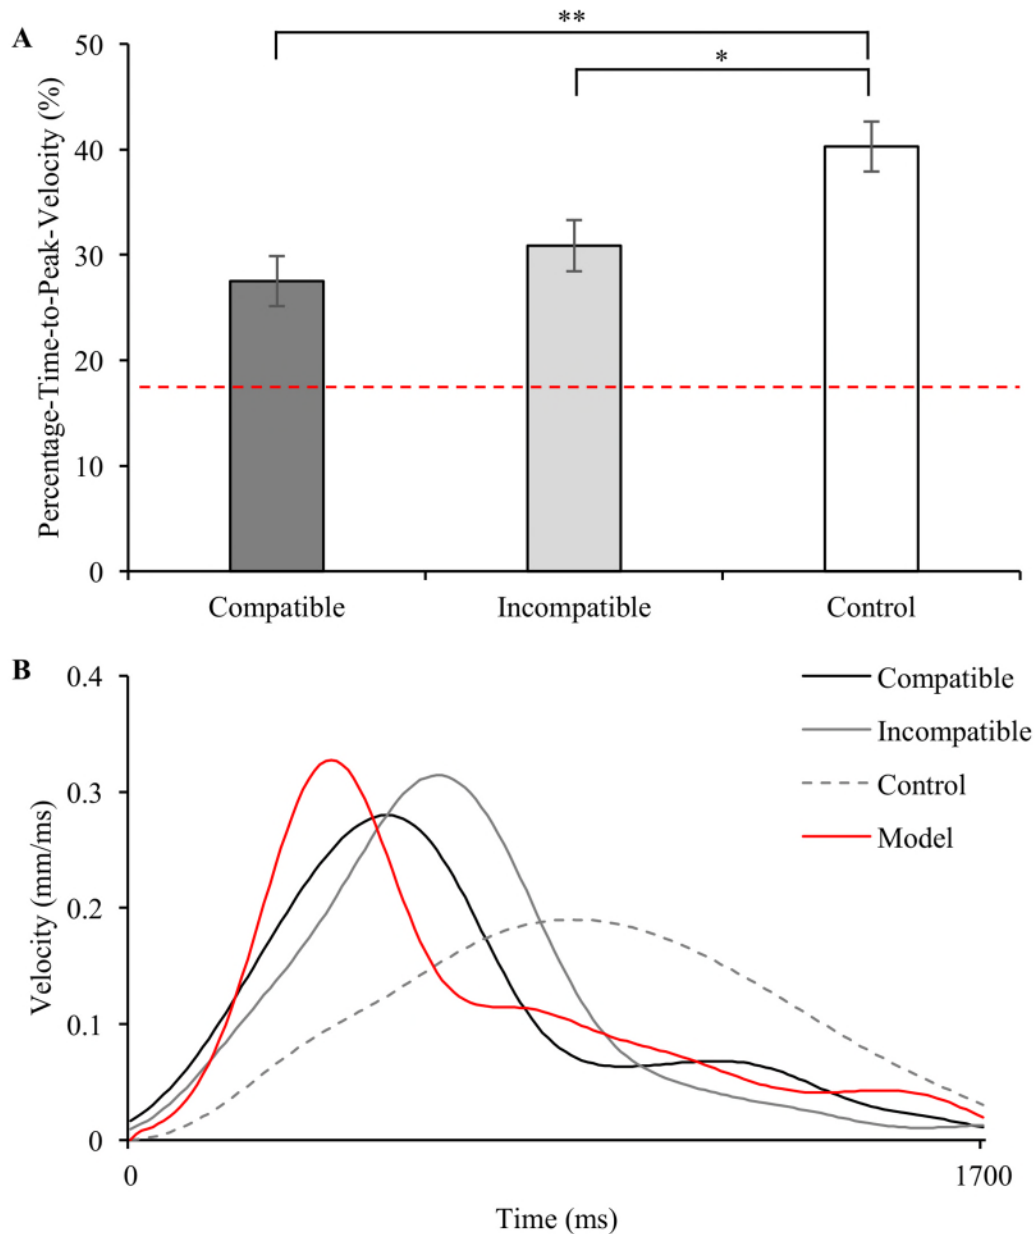 A
**
*
Percentage-Time-to-Peak-Velocity (%)
50
40
30
20
10
0
Compatible Incompatible Control
B
Velocity (mm/ms)
0.4
0.3
0.2
0.1
0
Compatible
Incompatible
Control
Model
0 1700
Time (ms)